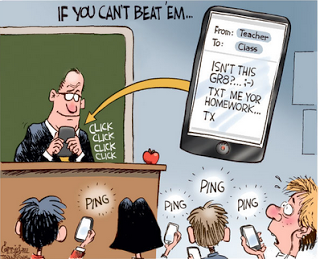 IF YOU CAN'T BEAT 'EM...
From: Teacher
To: Class
ISN'T THIS
GR8?... ;-)
TXT ME YOR
HOMEWORK...
TX
CLICK
CLICK
CLICK
CLICK
PING
PING
PING
PING